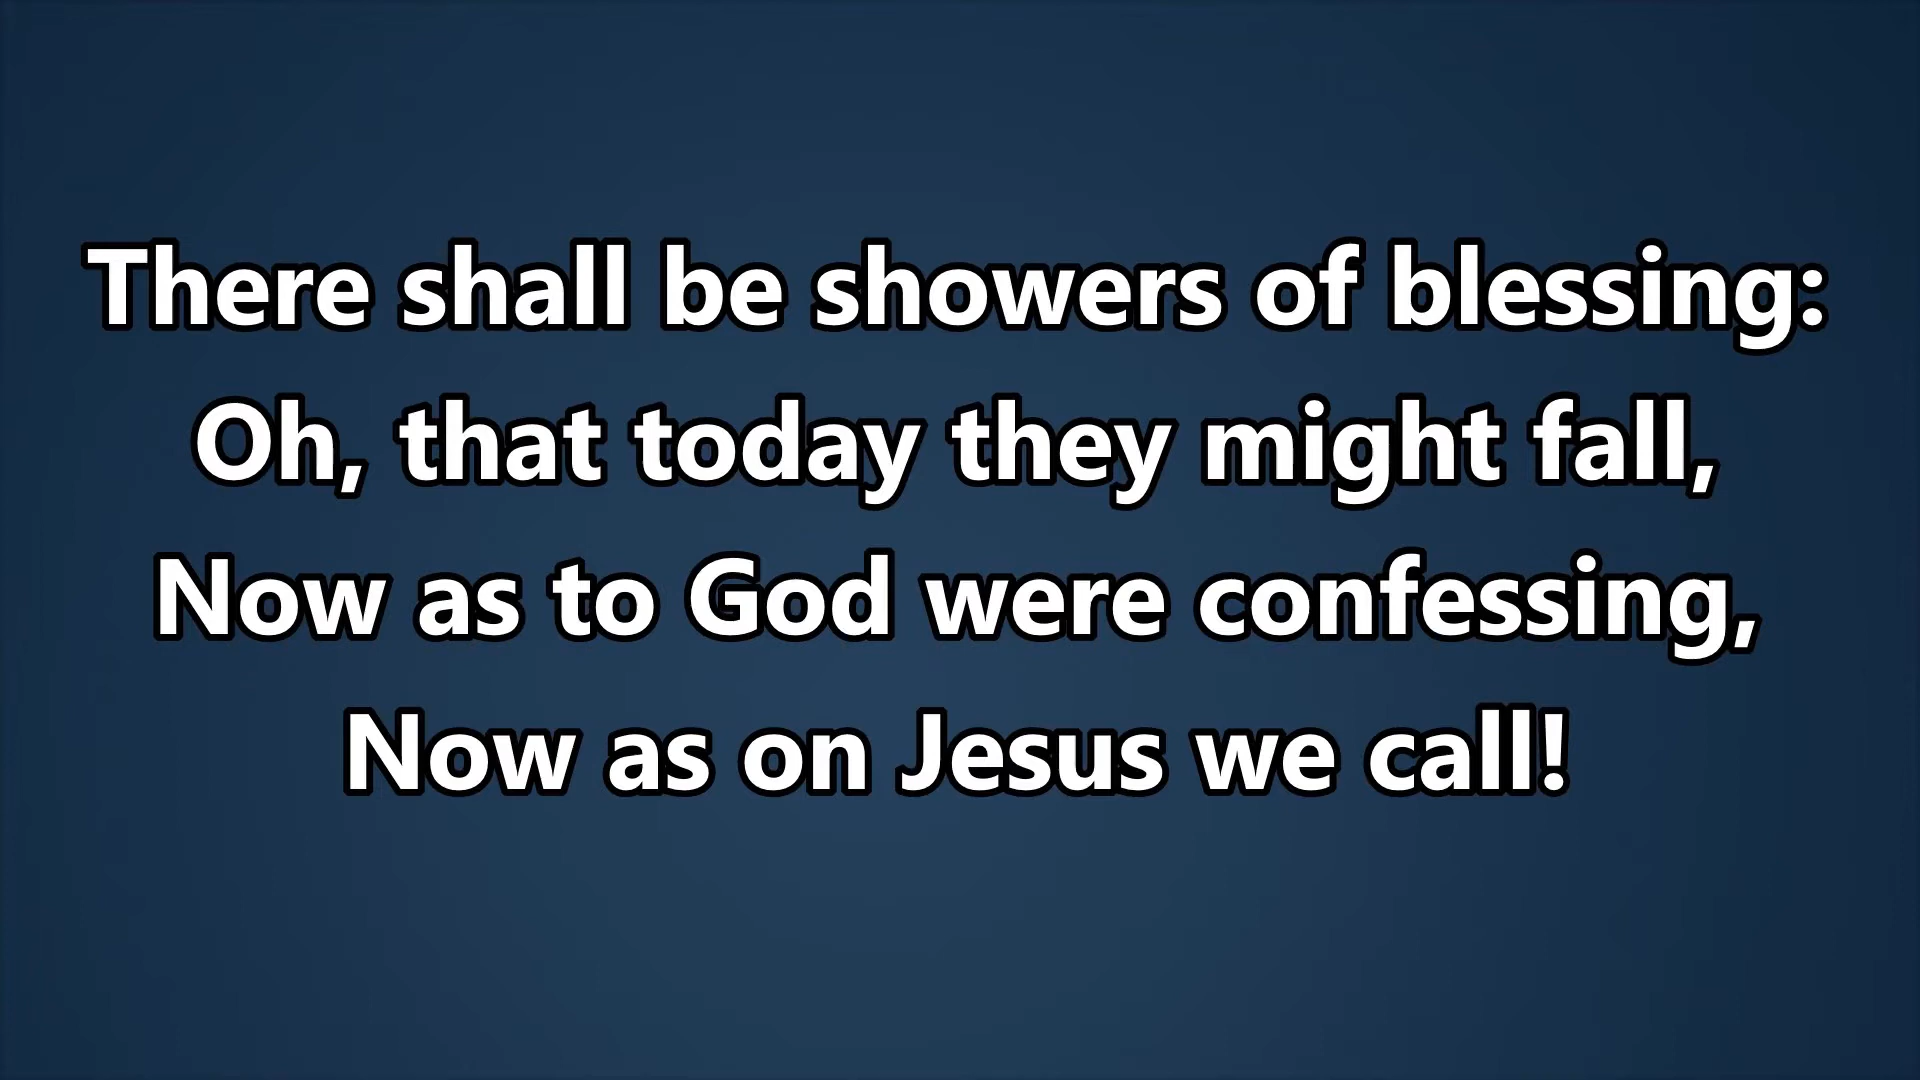 There shall be showers of blessing:
Oh, that today they might fall,
Now as to God were confessing,
Now as on Jesus we call!